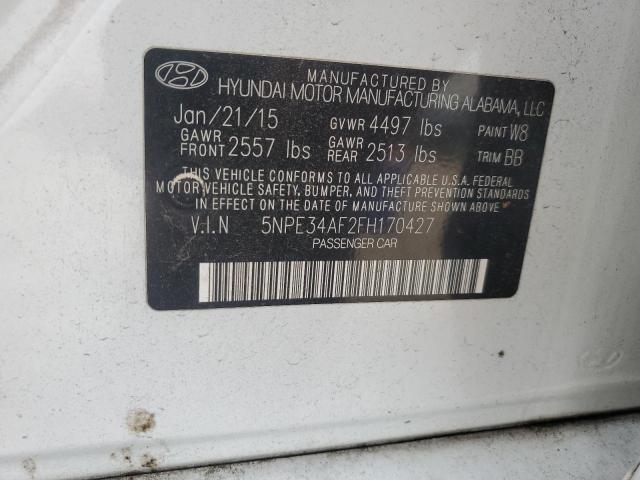 MANUFACTURED BY
HYUNDAI MOTOR MANUFACTURING ALABAMA, LLC
Jan/21/15 GVWR 4497 lbs PAINT W8
GAWR FRONT 2557 lbs GAWR REAR 2513 lbs TRIM BB
THIS VEHICLE CONFORMS TO ALL APPLICABLE U.S.A. FEDERAL
MOTOR VEHICLE SAFETY, BUMPER, AND THEFT PREVENTION STANDARDS
IN EFFECT ON THE DATE OF MANUFACTURE SHOWN ABOVE.
V.I.N 5NPE34AF2FH170427
PASSENGER CAR